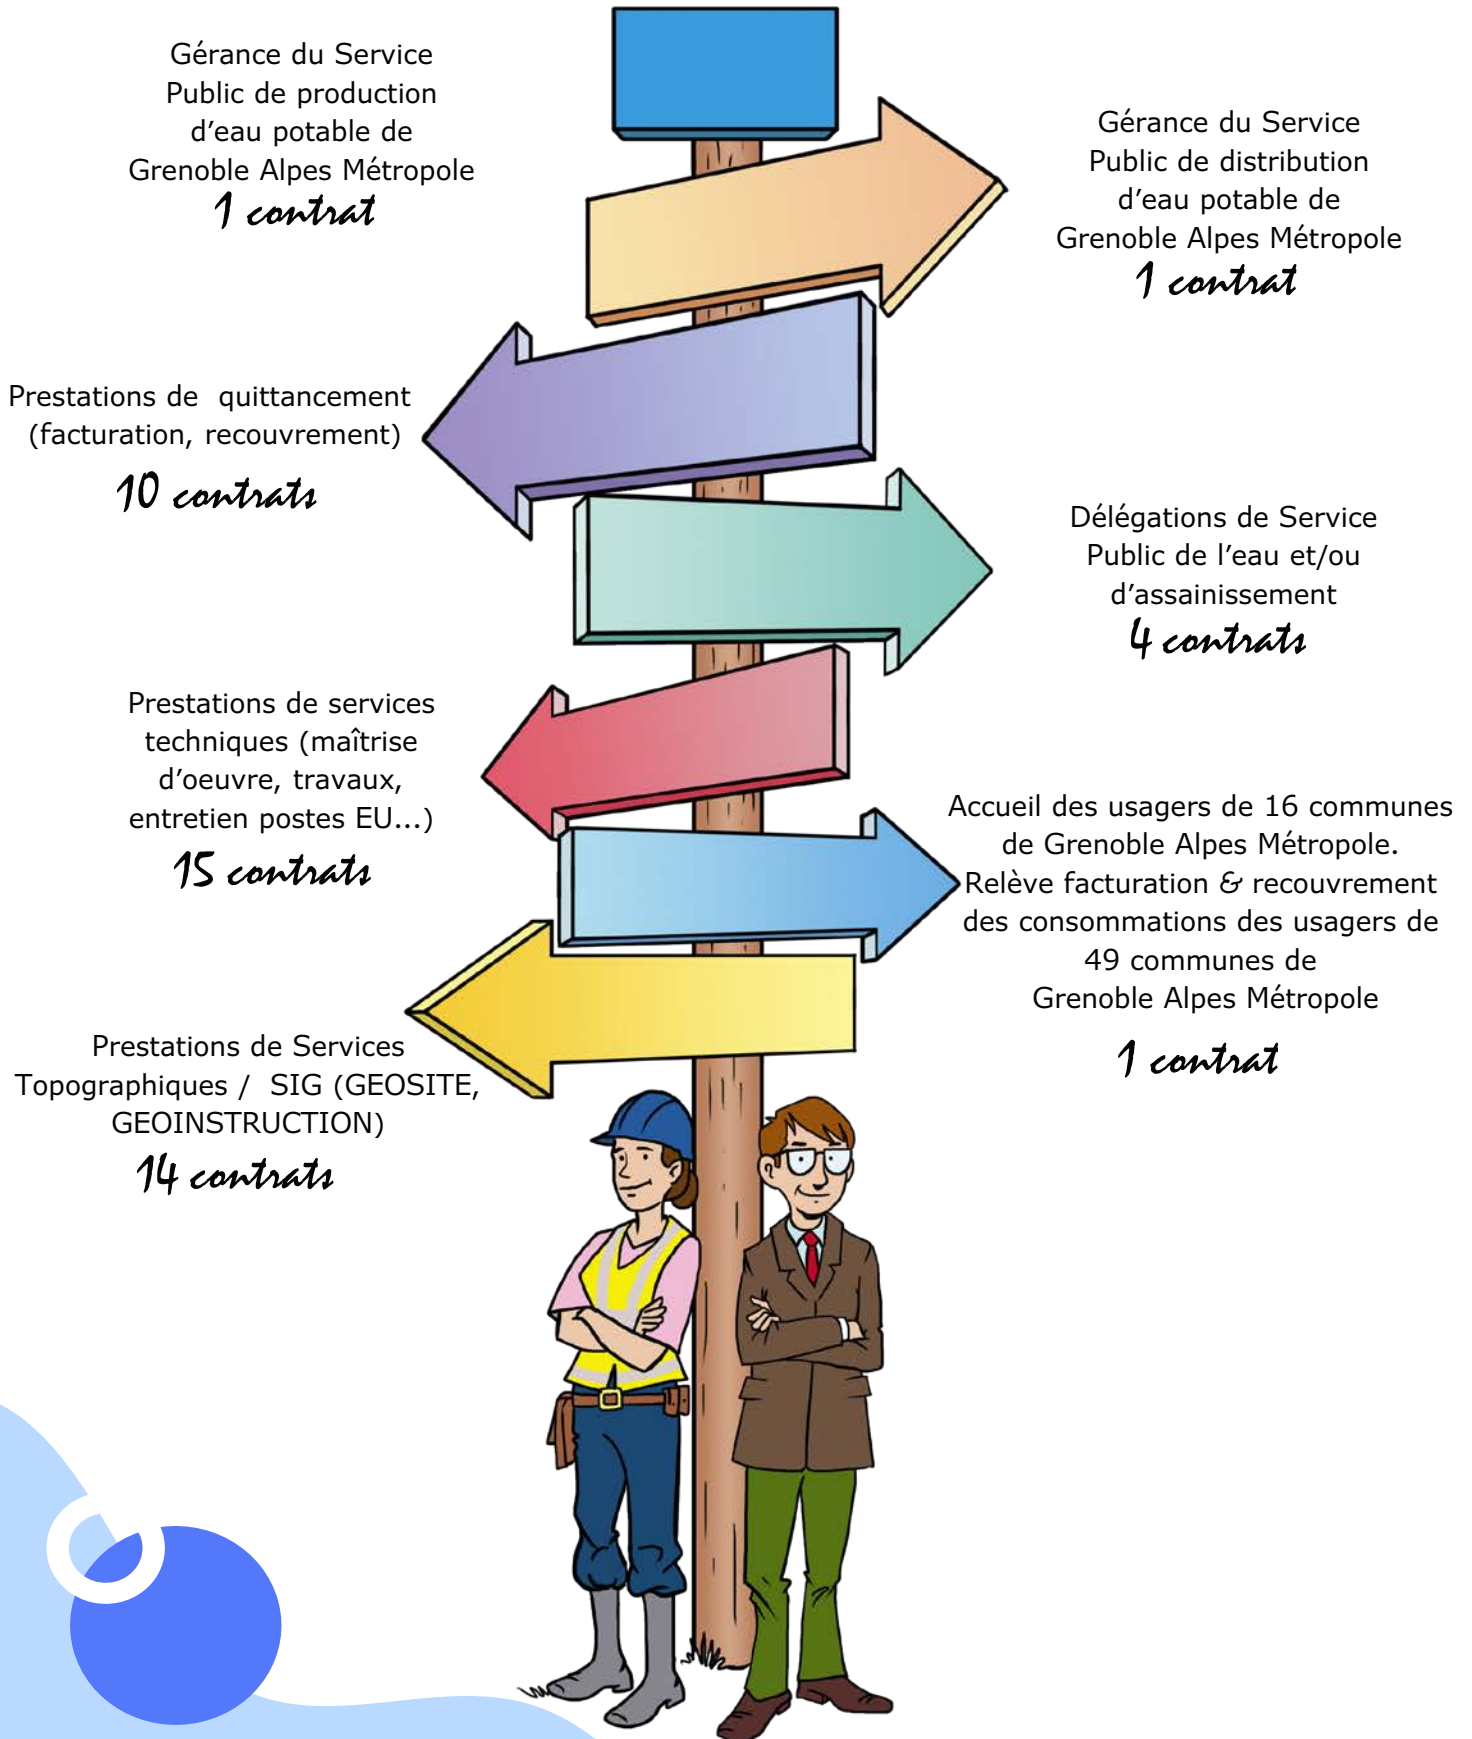 Gérance du Service
Public de production
d'eau potable de
Grenoble Alpes Métropole
1 contrat
Gérance du Service
Public de distribution
d'eau potable de
Grenoble Alpes Métropole
1 contrat
Prestations de quittancement
(facturation, recouvrement)
10 contrats
Délégations de Service
Public de l'eau et/ou
d'assainissement
4 contrats
Prestations de services
techniques (maîtrise
d'oeuvre, travaux,
entretien postes EU...)
15 contrats
Accueil des usagers de 16 communes
de Grenoble Alpes Métropole.
Relève facturation & recouvrement
des consommations des usagers de
49 communes de
Grenoble Alpes Métropole
1 contrat
Prestations de Services
Topographiques / SIG (GEOSITE,
GEOINSTRUCTION)
14 contrats